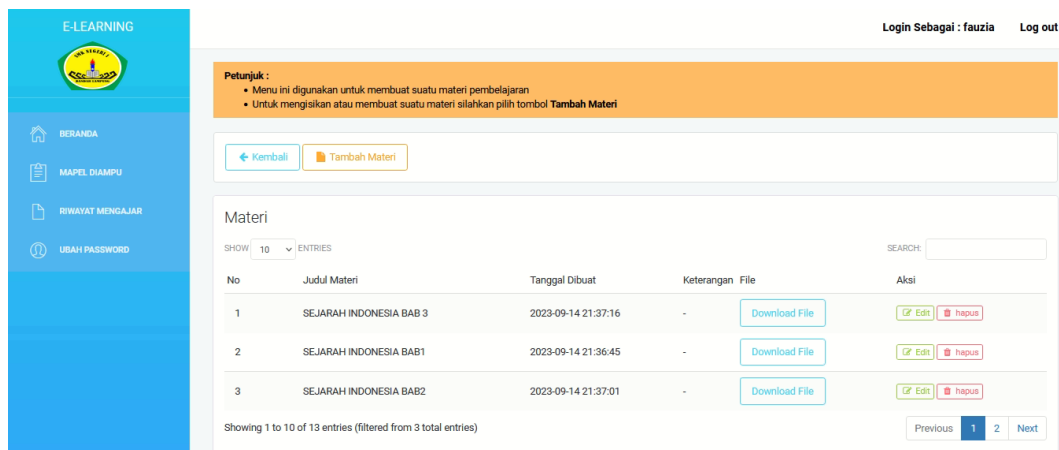 E-LEARNING
Login Sebagai : fauzia Log out
SMK NEGERI
BANDAR LAMPUNG
Petunjuk :
Menu ini digunakan untuk membuat suatu materi pembelajaran
Untuk mengisikan atau membuat suatu materi silahkan pilih tombol Tambah Materi
BERANDA
MAPEL DIAMPU
RIWAYAT MENGAJAR
UBAH PASSWORD
Kembali Tambah Materi
Materi
SHOW 10 ENTRIES SEARCH:
No Judul Materi Tanggal Dibuat Keterangan File Aksi
1 SEJARAH INDONESIA BAB 3 2023-09-14 21:37:16 - Download File Edit hapus
2 SEJARAH INDONESIA BAB1 2023-09-14 21:36:45 - Download File Edit hapus
3 SEJARAH INDONESIA BAB2 2023-09-14 21:37:01 - Download File Edit hapus
Showing 1 to 10 of 13 entries (filtered from 3 total entries) Previous 1 2 Next